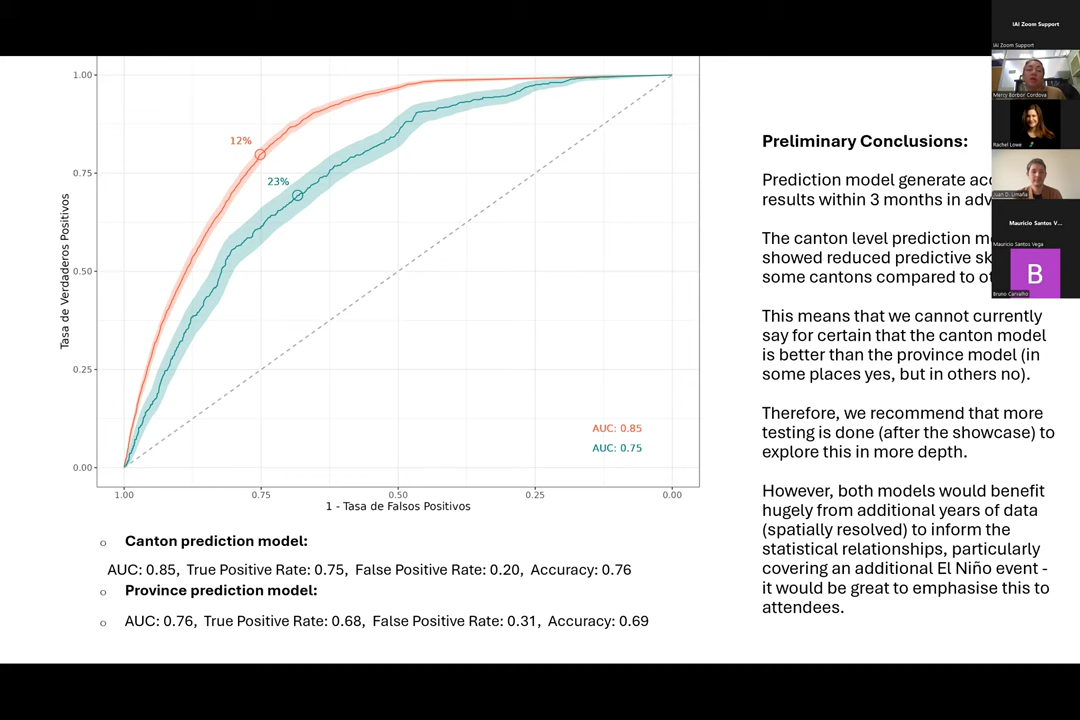 IAI Zoom Support
IAI Zoom Support
Mercy Borbor Cordova
Rachel Lowe
Juan D. Umaña
Mauricio Santos V...
Mauricio Santos Vega
B
Bruno Carvalho
1.00
0.75
0.50
0.25
0.00
Tasa de Verdaderos Positivos
12%
23%
AUC: 0.85
AUC: 0.75
1.00
0.75
0.50
0.25
0.00
1 - Tasa de Falsos Positivos
Canton prediction model:
AUC: 0.85, True Positive Rate: 0.75, False Positive Rate: 0.20, Accuracy: 0.76
Province prediction model:
AUC: 0.76, True Positive Rate: 0.68, False Positive Rate: 0.31, Accuracy: 0.69
Preliminary Conclusions:
Prediction model generate acc
results within 3 months in adv
The canton level prediction m
showed reduced predictive sk
some cantons compared to ot
This means that we cannot currently
say for certain that the canton model
is better than the province model (in
some places yes, but in others no).
Therefore, we recommend that more
testing is done (after the showcase) to
explore this in more depth.
However, both models would benefit
hugely from additional years of data
(spatially resolved) to inform the
statistical relationships, particularly
covering an additional El Niño event -
it would be great to emphasise this to
attendees.